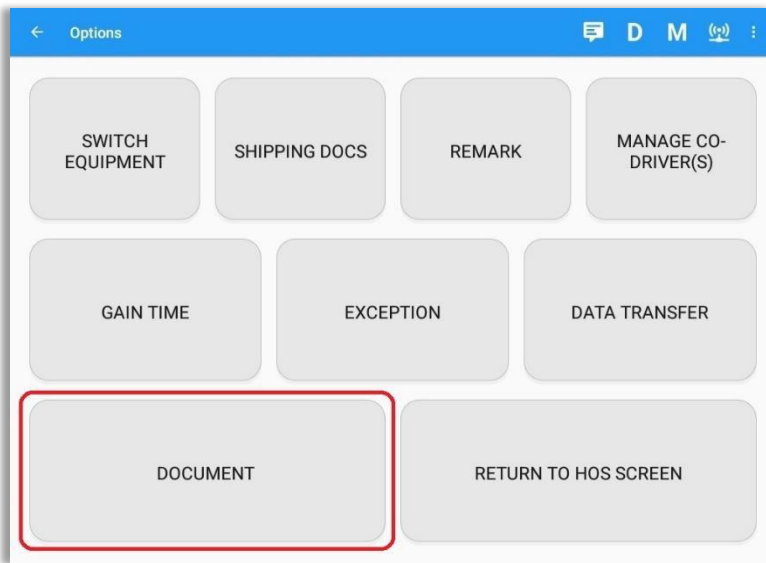 Options
D M
SWITCH
EQUIPMENT
SHIPPING DOCS
REMARK
MANAGE CO-
DRIVER(S)
GAIN TIME
EXCEPTION
DATA TRANSFER
DOCUMENT
RETURN TO HOS SCREEN